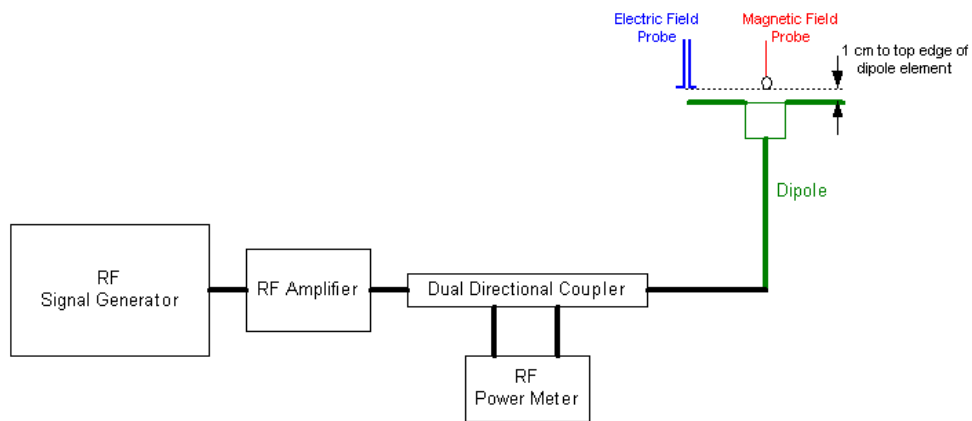 Electric Field
Probe
Magnetic Field
Probe
1 cm to top edge of
dipole element
Dipole
RF
Signal Generator
RF Amplifier
Dual Directional Coupler
RF
Power Meter